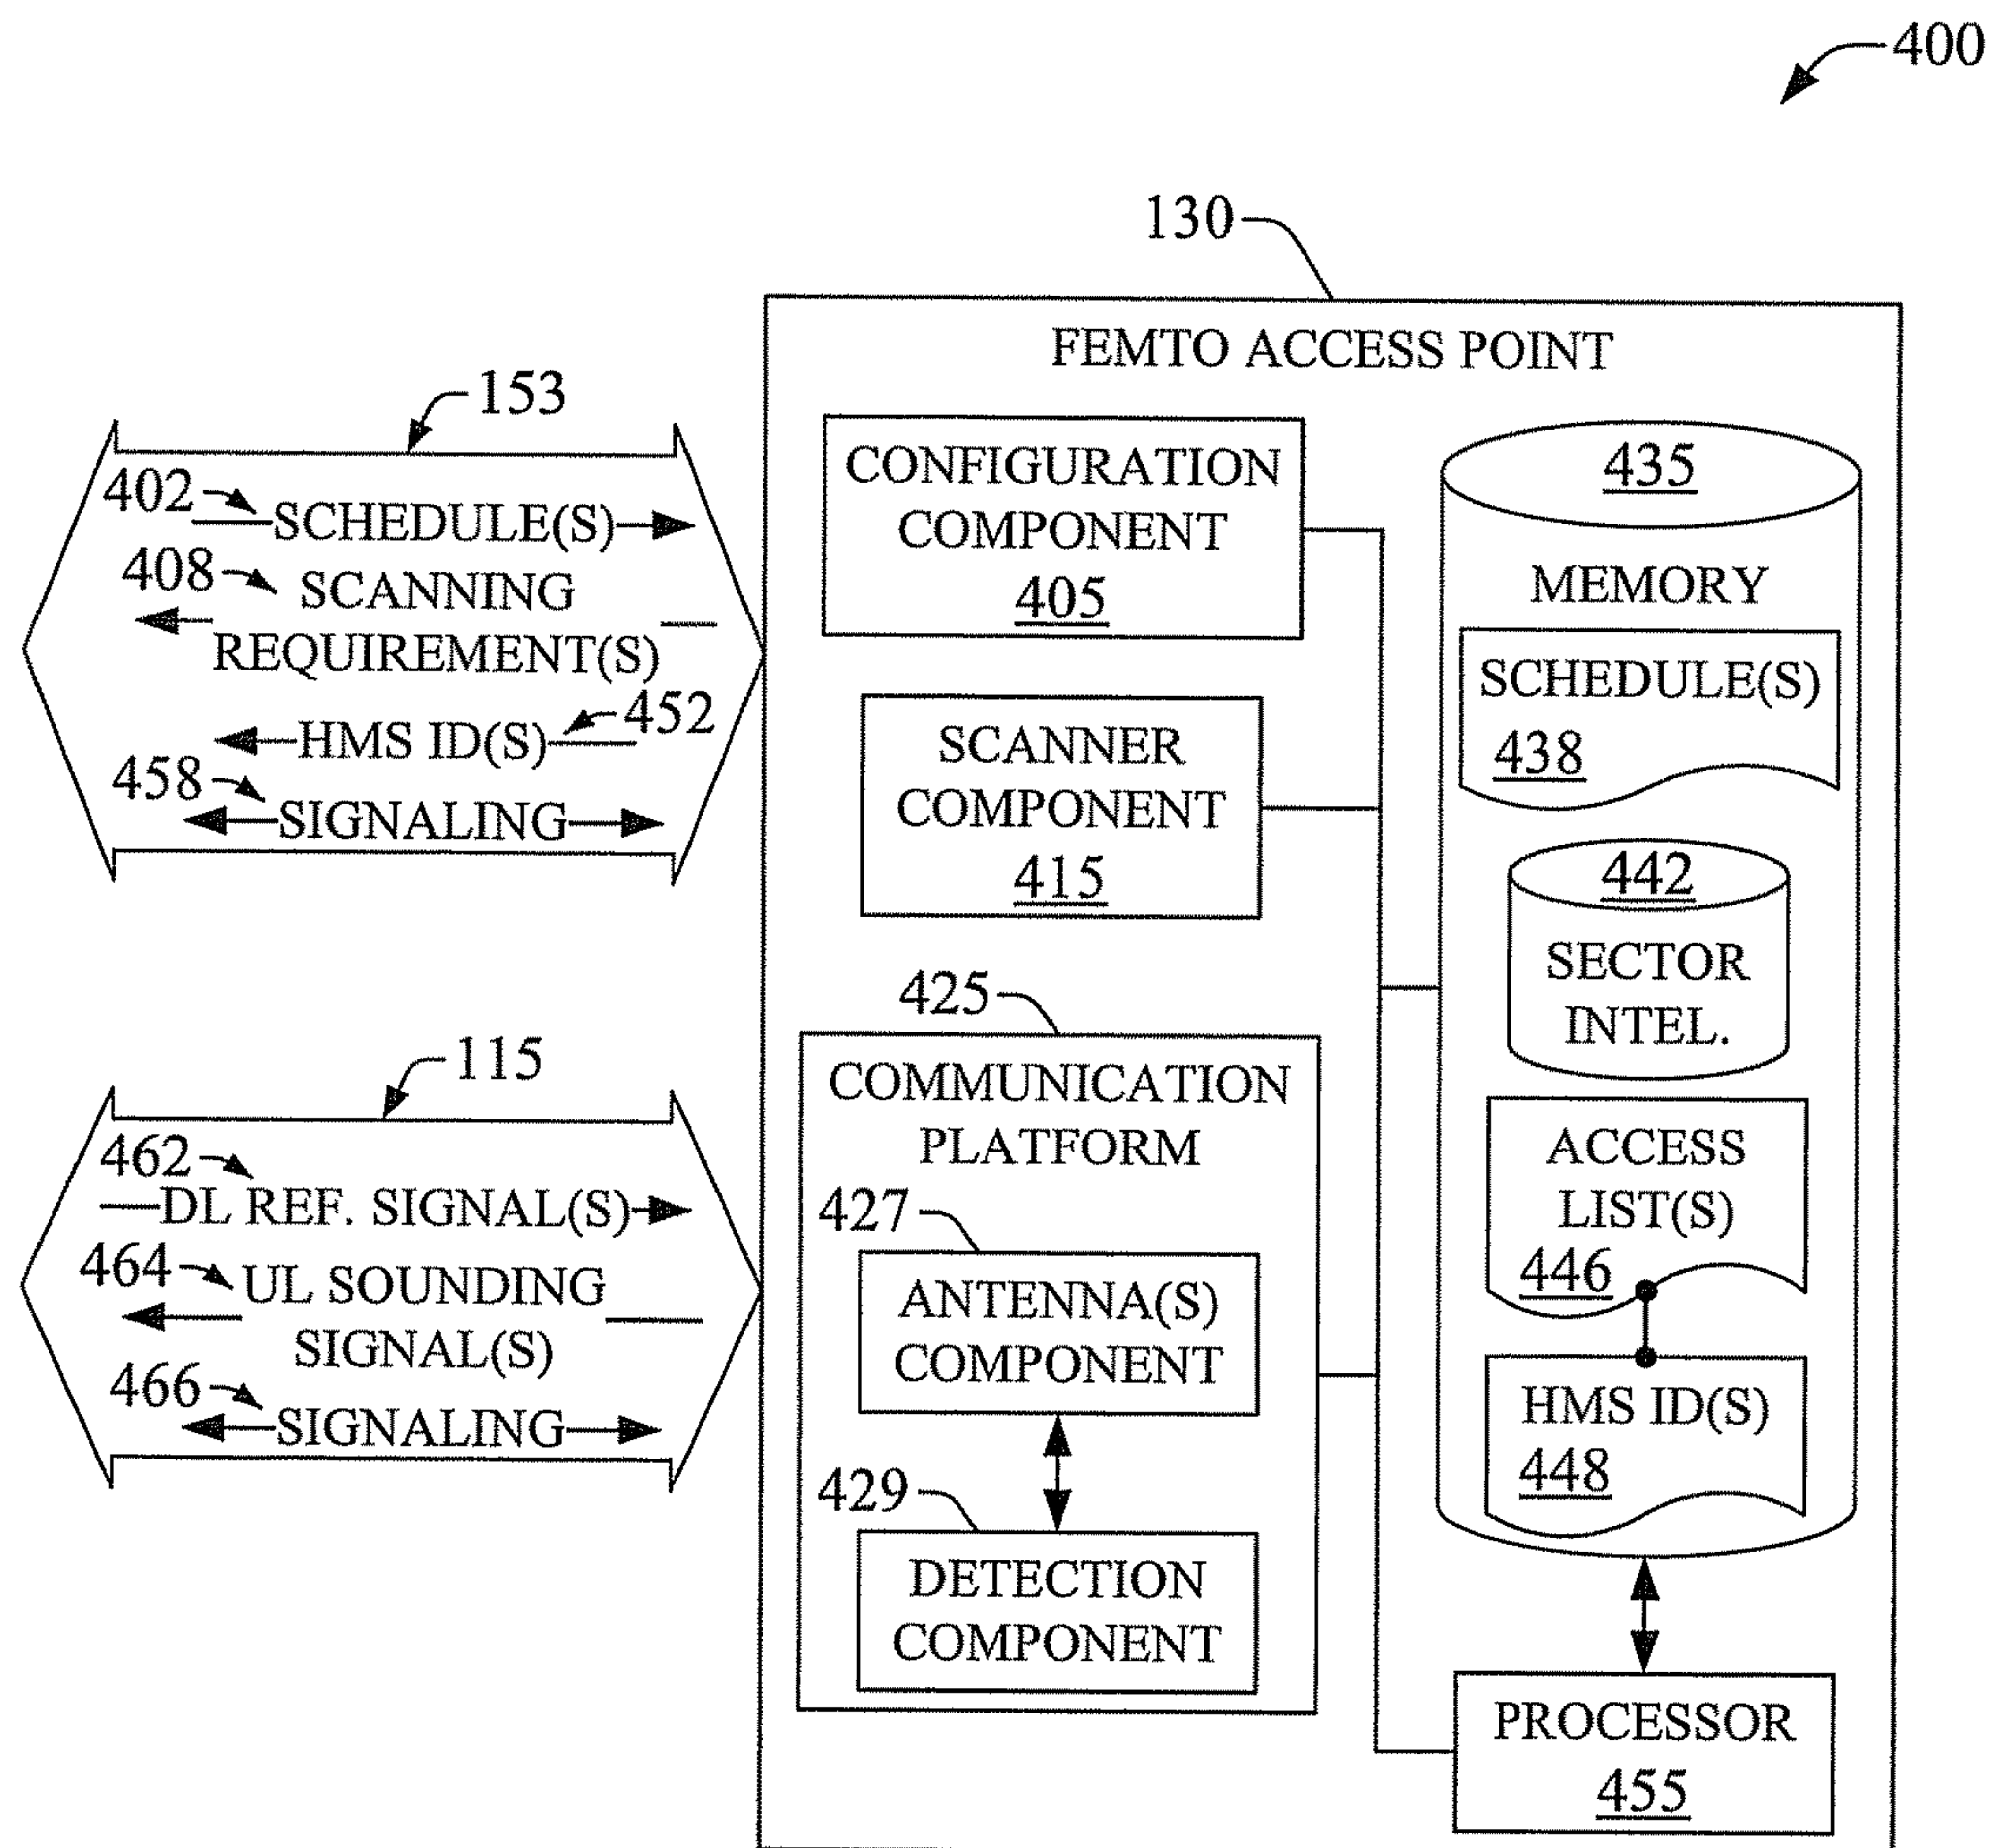 400
130
FEMTO ACCESS POINT
153
402
SCHEDULE(S)
408
SCANNING
REQUIREMENT(S)
452
HMS ID(S)
458
SIGNALING
115
462
DL REF. SIGNAL(S)
464
UL SOUNDING
SIGNAL(S)
466
SIGNALING
CONFIGURATION
COMPONENT
405
SCANNER
COMPONENT
415
425
COMMUNICATION
PLATFORM
427
ANTENNA(S)
COMPONENT
429
DETECTION
COMPONENT
435
MEMORY
SCHEDULE(S)
438
442
SECTOR
INTEL.
ACCESS
LIST(S)
446
HMS ID(S)
448
PROCESSOR
455